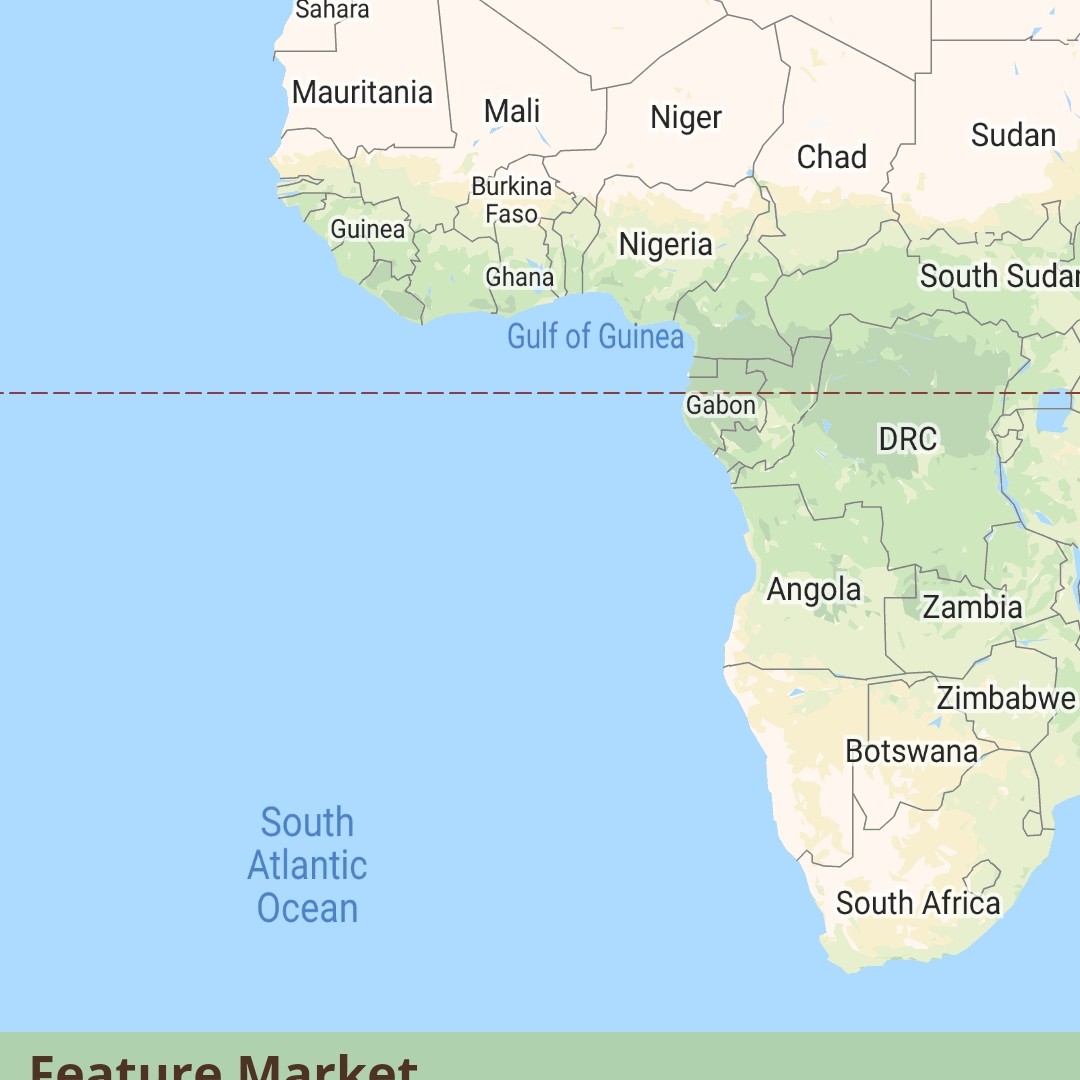 Sahara
Mauritania
Mali
Niger
Chad
Sudan
Burkina
Faso
Guinea
Nigeria
Ghana
South Sudan
Gulf of Guinea
Gabon
DRC
Angola
Zambia
Zimbabwe
Botswana
South
Atlantic
Ocean
South Africa
Feature Market